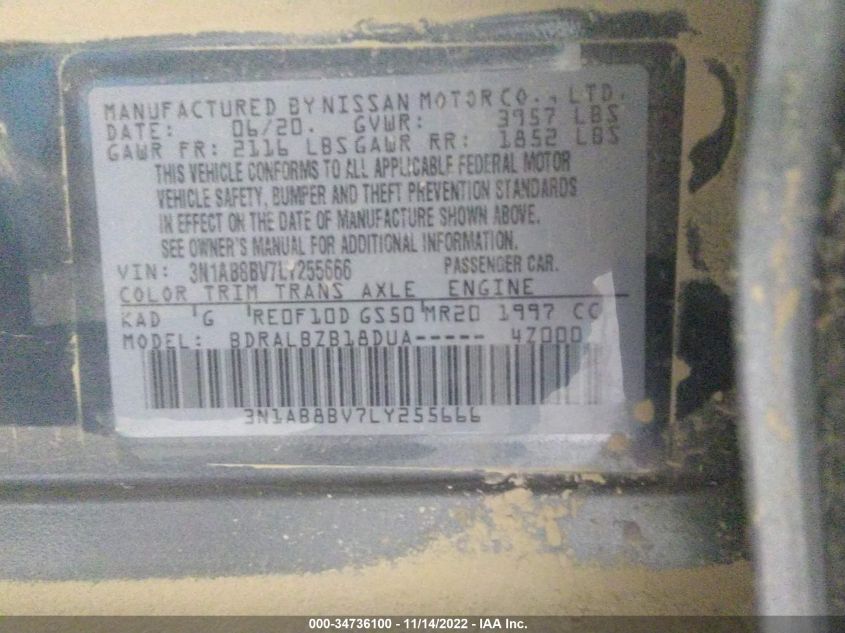 MANUFACTURED BY NISSAN MOTOR CO., LTD.
DATE: 06/20. GVWR: 3957 LBS
GAWR FR: 2116 LBS GAWR RR: 1852 LBS
THIS VEHICLE CONFORMS TO ALL APPLICABLE FEDERAL MOTOR
VEHICLE SAFETY, BUMPER AND THEFT PREVENTION STANDARDS
IN EFFECT ON THE DATE OF MANUFACTURE SHOWN ABOVE.
SEE OWNER'S MANUAL FOR ADDITIONAL INFORMATION.
VIN: 3N1AB8BV7LY255666 PASSENGER CAR.
COLOR TRIM TRANS AXLE ENGINE
KAD G RE0F10D GS50 MR20 1997 CC
MODEL: BDRALBZB18DUA----- 4Z000
3N1AB8BV7LY255666
000-34736100 - 11/14/2022 - IAA Inc.